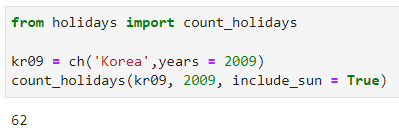 from holidays import count_holidays
kr09 = ch('Korea',years = 2009)
count_holidays(kr09, 2009, include_sun = True)
62